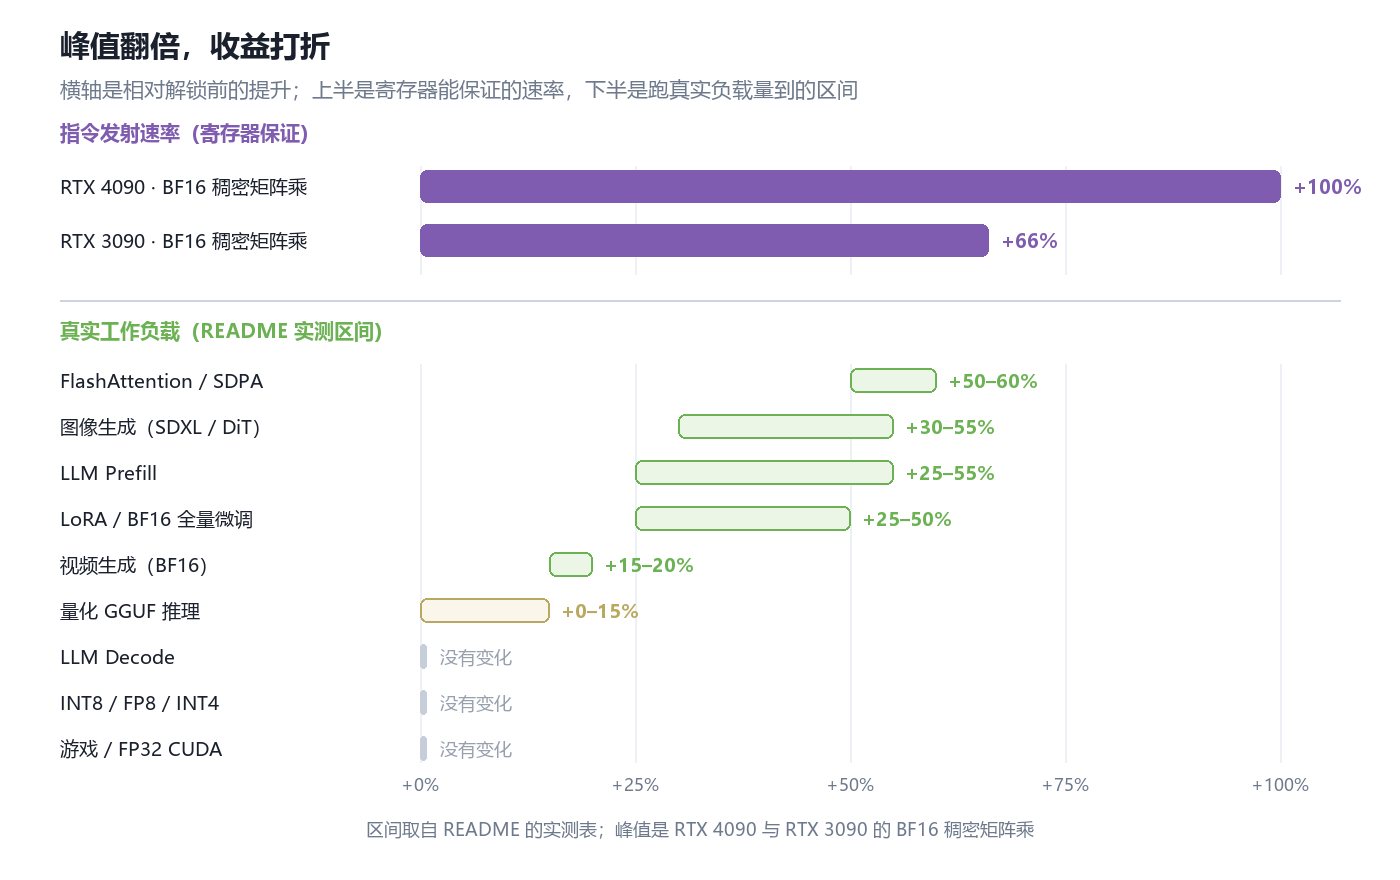 峰值翻倍，收益打折
横轴是相对解锁前的提升；上半是寄存器能保证的速率，下半是跑真实负载量到的区间
指令发射速率（寄存器保证）
RTX 4090 · BF16 稠密矩阵乘 +100%
RTX 3090 · BF16 稠密矩阵乘 +66%
真实工作负载（README 实测区间）
FlashAttention / SDPA +50–60%
图像生成（SDXL / DiT） +30–55%
LLM Prefill +25–55%
LoRA / BF16 全量微调 +25–50%
视频生成（BF16） +15–20%
量化 GGUF 推理 +0–15%
LLM Decode 没有变化
INT8 / FP8 / INT4 没有变化
游戏 / FP32 CUDA 没有变化
+0% +25% +50% +75% +100%
区间取自 README 的实测表；峰值是 RTX 4090 与 RTX 3090 的 BF16 稠密矩阵乘